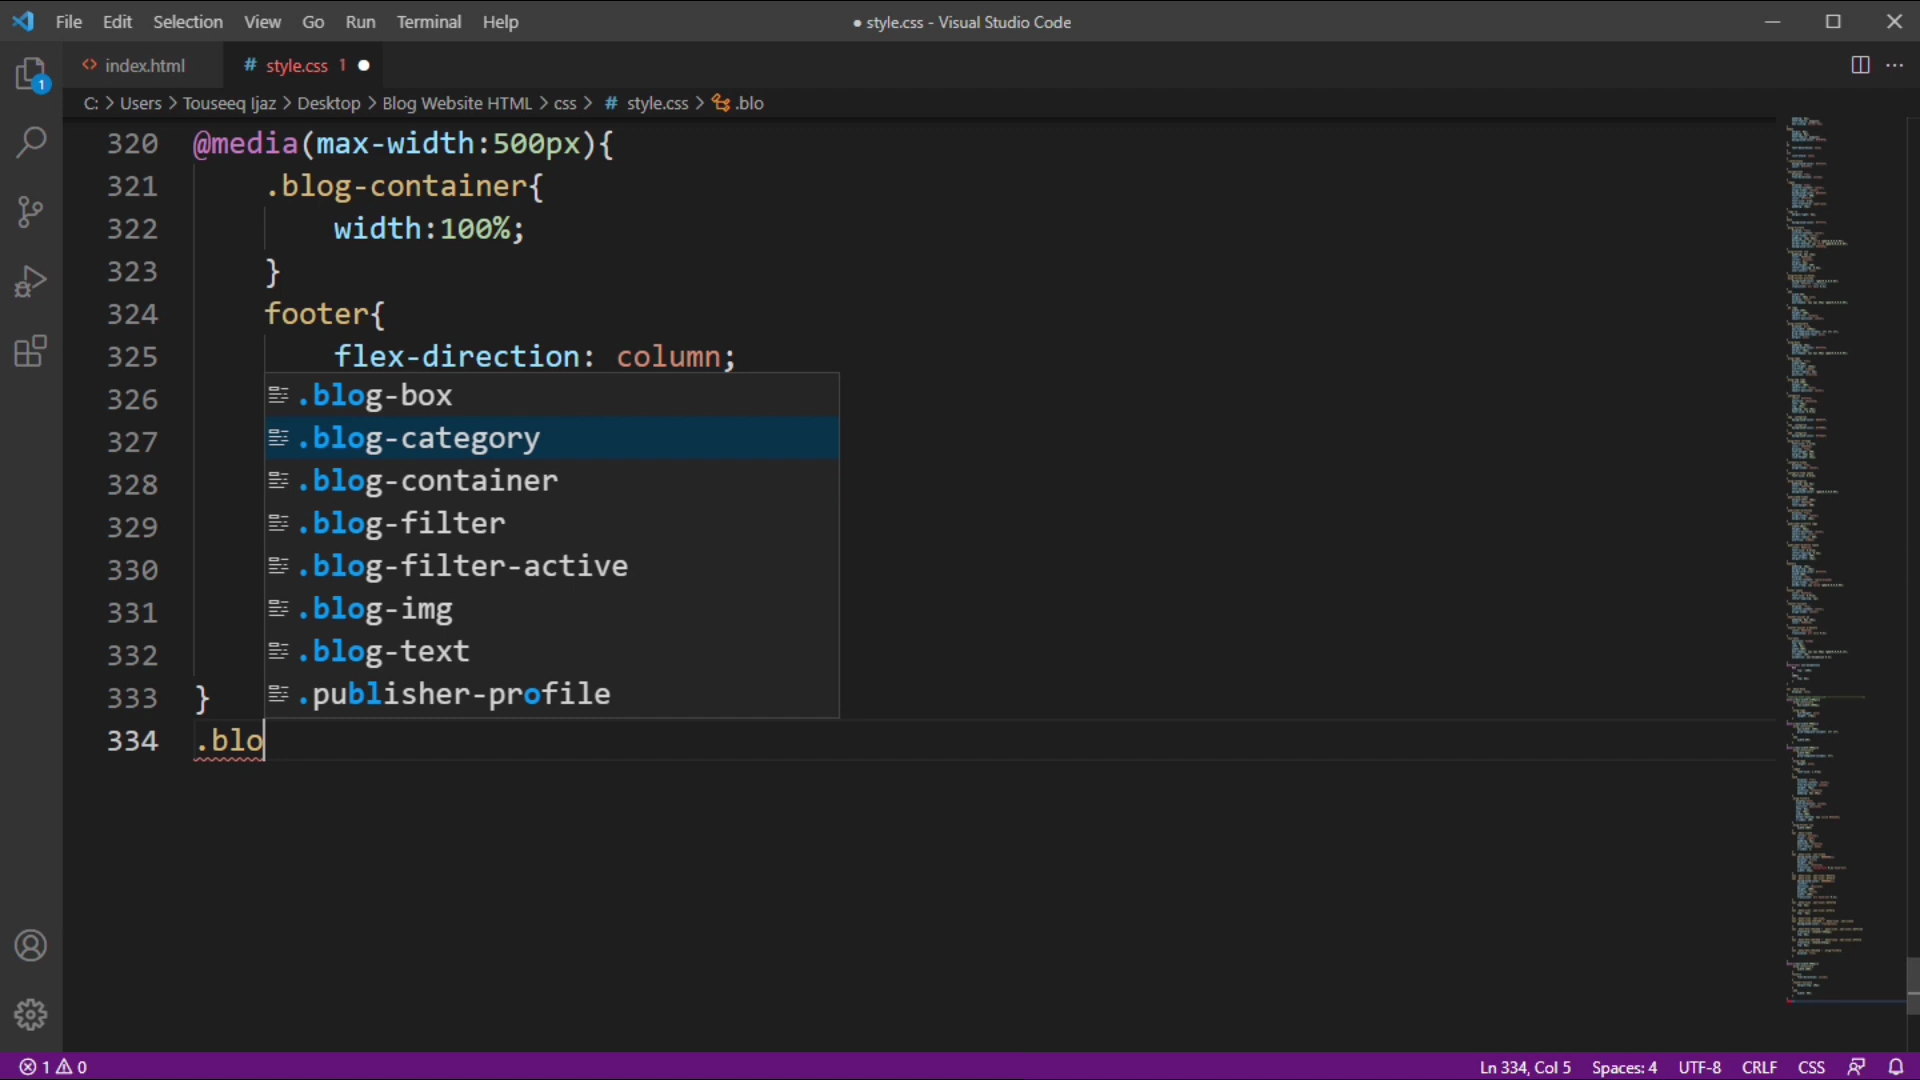 File Edit Selection View Go Run Terminal Help
● style.css - Visual Studio Code
<> index.html
# style.css 1 ●
C: > Users > Touseeq Ijaz > Desktop > Blog Website HTML > css > # style.css > .blo
320 @media(max-width:500px){
321 .blog-container{
322 width:100%;
323 }
324 footer{
325 flex-direction: column;
326 .blog-box
327 .blog-category
328 .blog-container
329 .blog-filter
330 .blog-filter-active
331 .blog-img
332 .blog-text
333 } .publisher-profile
334 .blo
1
1 0
Ln 334, Col 5 Spaces: 4 UTF-8 CRLF CSS